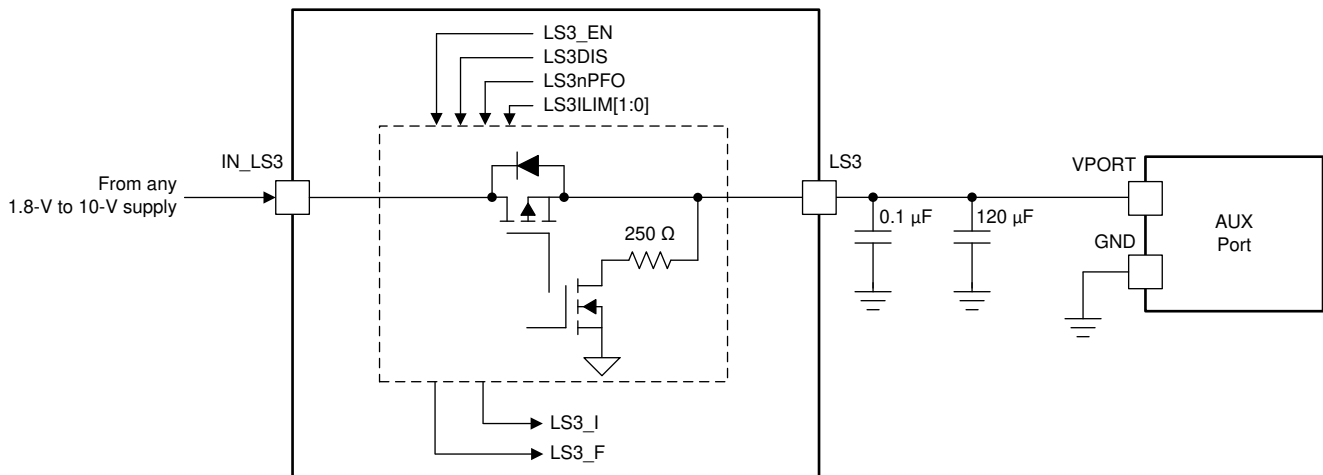 LS3_EN
LS3DIS
LS3nPFO
LS3ILIM[1:0]
IN_LS3
LS3
VPORT
From any
1.8-V to 10-V supply
0.1 µF
120 µF
AUX
Port
250 Ω
GND
LS3_I
LS3_F